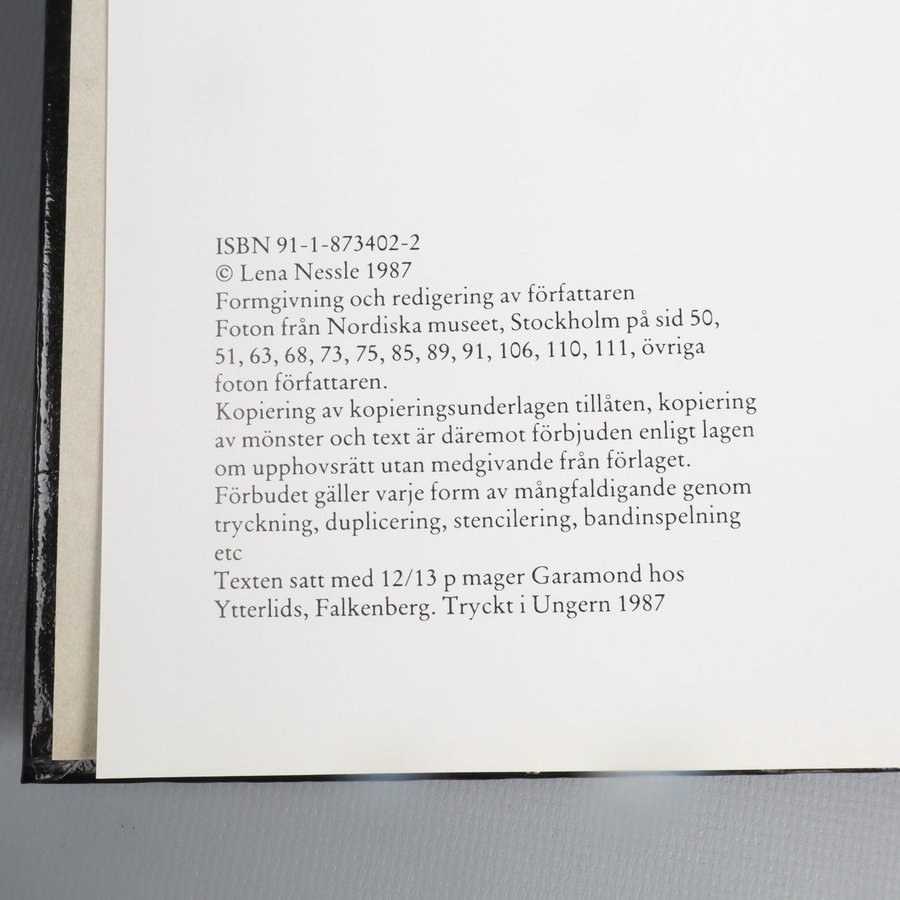 ISBN 91-1-873402-2
© Lena Nessle 1987
Formgivning och redigering av författaren
Foton från Nordiska museet, Stockholm på sid 50,
51, 63, 68, 73, 75, 85, 89, 91, 106, 110, 111, övriga
foton författaren.
Kopiering av kopieringsunderlagen tillåten, kopiering
av mönster och text är däremot förbjuden enligt lagen
om upphovsrätt utan medgivande från förlaget.
Förbudet gäller varje form av mångfaldigande genom
tryckning, duplicering, stencilering, bandinspelning
etc
Texten satt med 12/13 p mager Garamond hos
Ytterlids, Falkenberg. Tryckt i Ungern 1987